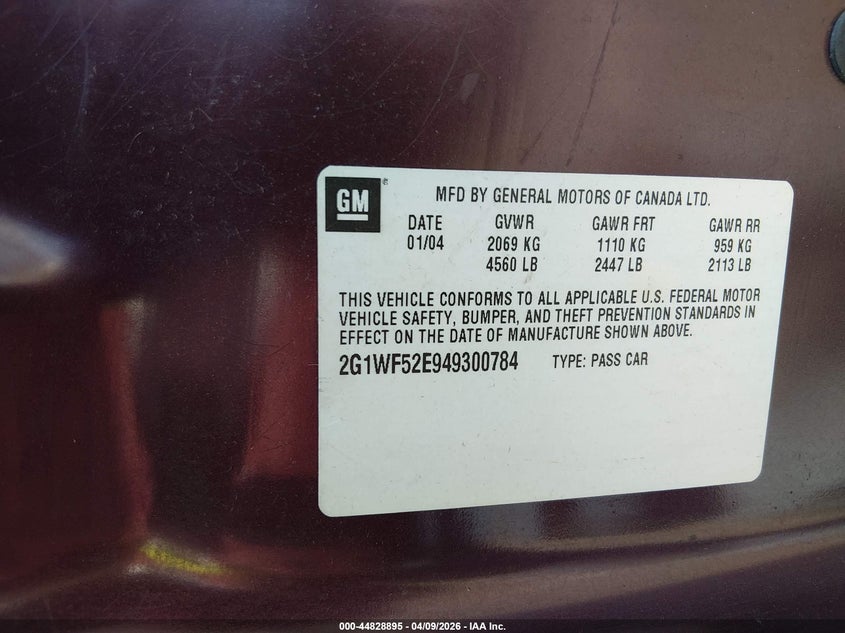 GM ®
MFD BY GENERAL MOTORS OF CANADA LTD.
DATE GVWR GAWR FRT GAWR RR
01/04 2069 KG 1110 KG 959 KG
4560 LB 2447 LB 2113 LB
THIS VEHICLE CONFORMS TO ALL APPLICABLE U.S. FEDERAL MOTOR
VEHICLE SAFETY, BUMPER, AND THEFT PREVENTION STANDARDS IN
EFFECT ON THE DATE OF MANUFACTURE SHOWN ABOVE.
2G1WF52E949300784 TYPE: PASS CAR
000-44828895 | 04/09/2026 - IAA Inc.